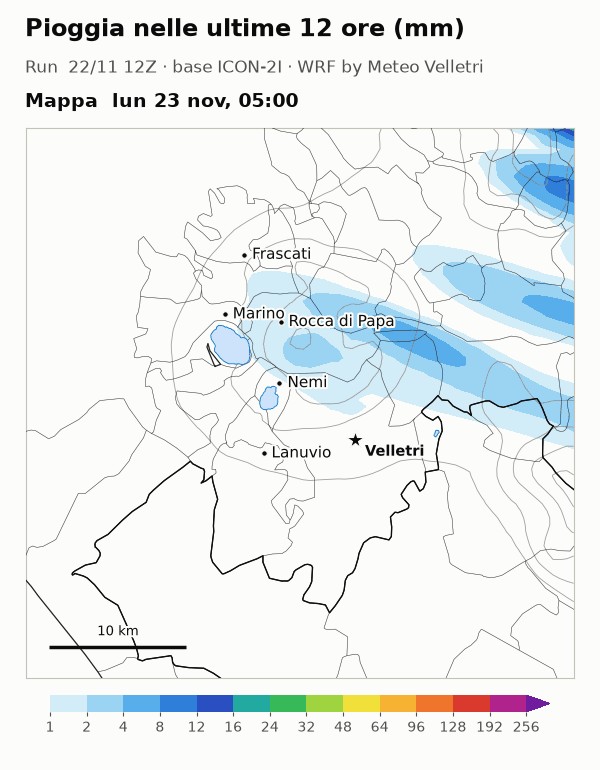 Pioggia nelle ultime 12 ore (mm)
Run 22/11 12Z · base ICON-2I · WRF by Meteo Velletri
Mappa lun 23 nov, 05:00
Frascati
Marino
Rocca di Papa
Nemi
Velletri
Lanuvio
10 km
1 2 4 8 12 16 24 32 48 64 96 128 192 256